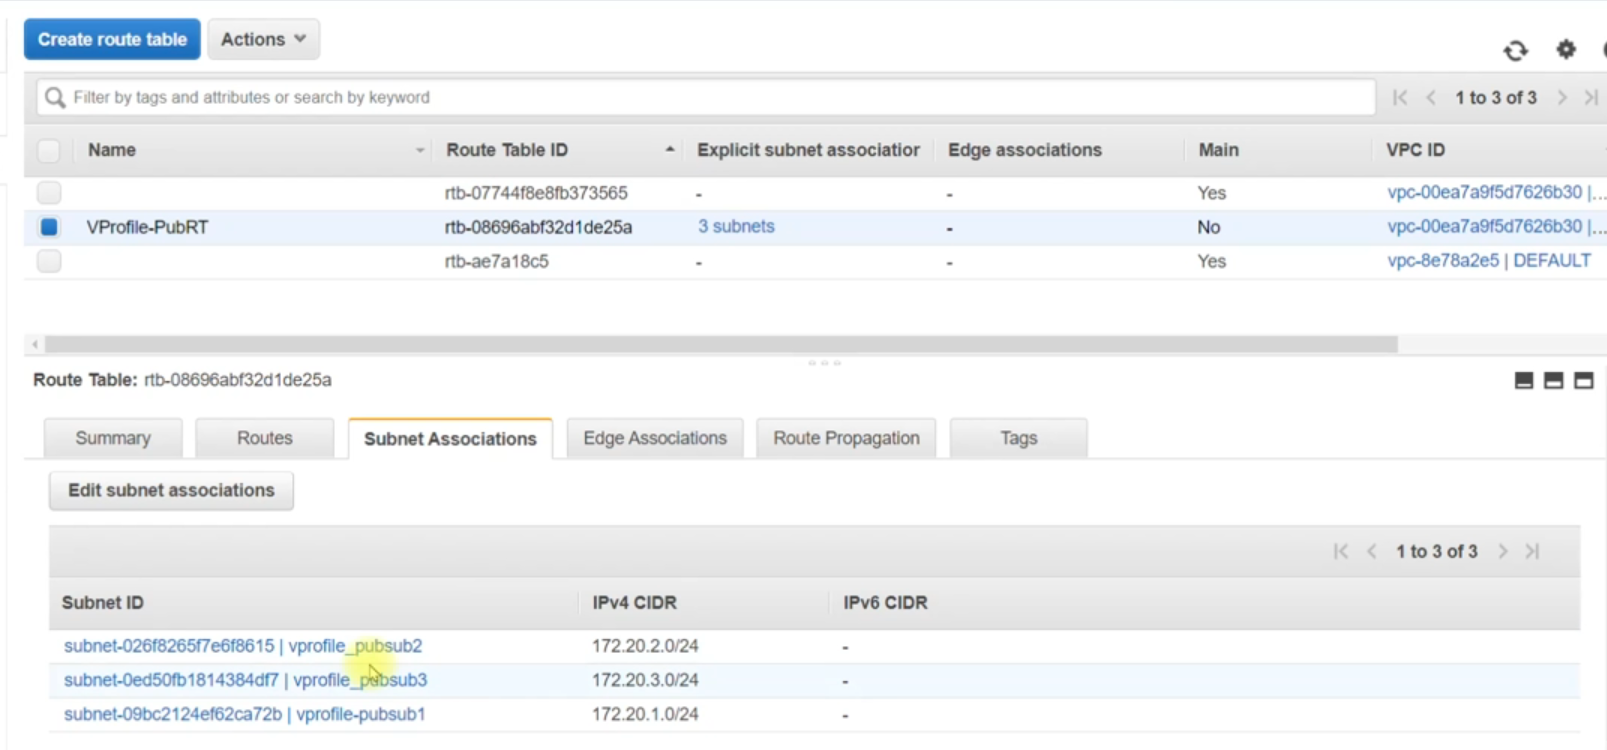 Create route table Actions
Filter by tags and attributes or search by keyword 1 to 3 of 3
Name Route Table ID Explicit subnet association Edge associations Main VPC ID
rtb-07744f8e8fb373565 - - Yes vpc-00ea7a9f5d7626b30 |...
VProfile-PubRT rtb-08696abf32d1de25a 3 subnets - No vpc-00ea7a9f5d7626b30 |...
rtb-ae7a18c5 - - Yes vpc-8e78a2e5 | DEFAULT
Route Table: rtb-08696abf32d1de25a
Summary Routes Subnet Associations Edge Associations Route Propagation Tags
Edit subnet associations
1 to 3 of 3
Subnet ID IPv4 CIDR IPv6 CIDR
subnet-026f8265f7e6f8615 | vprofile_pubsub2 172.20.2.0/24 -
subnet-0ed50fb1814384df7 | vprofile_pubsub3 172.20.3.0/24 -
subnet-09bc2124ef62ca72b | vprofile-pubsub1 172.20.1.0/24 -